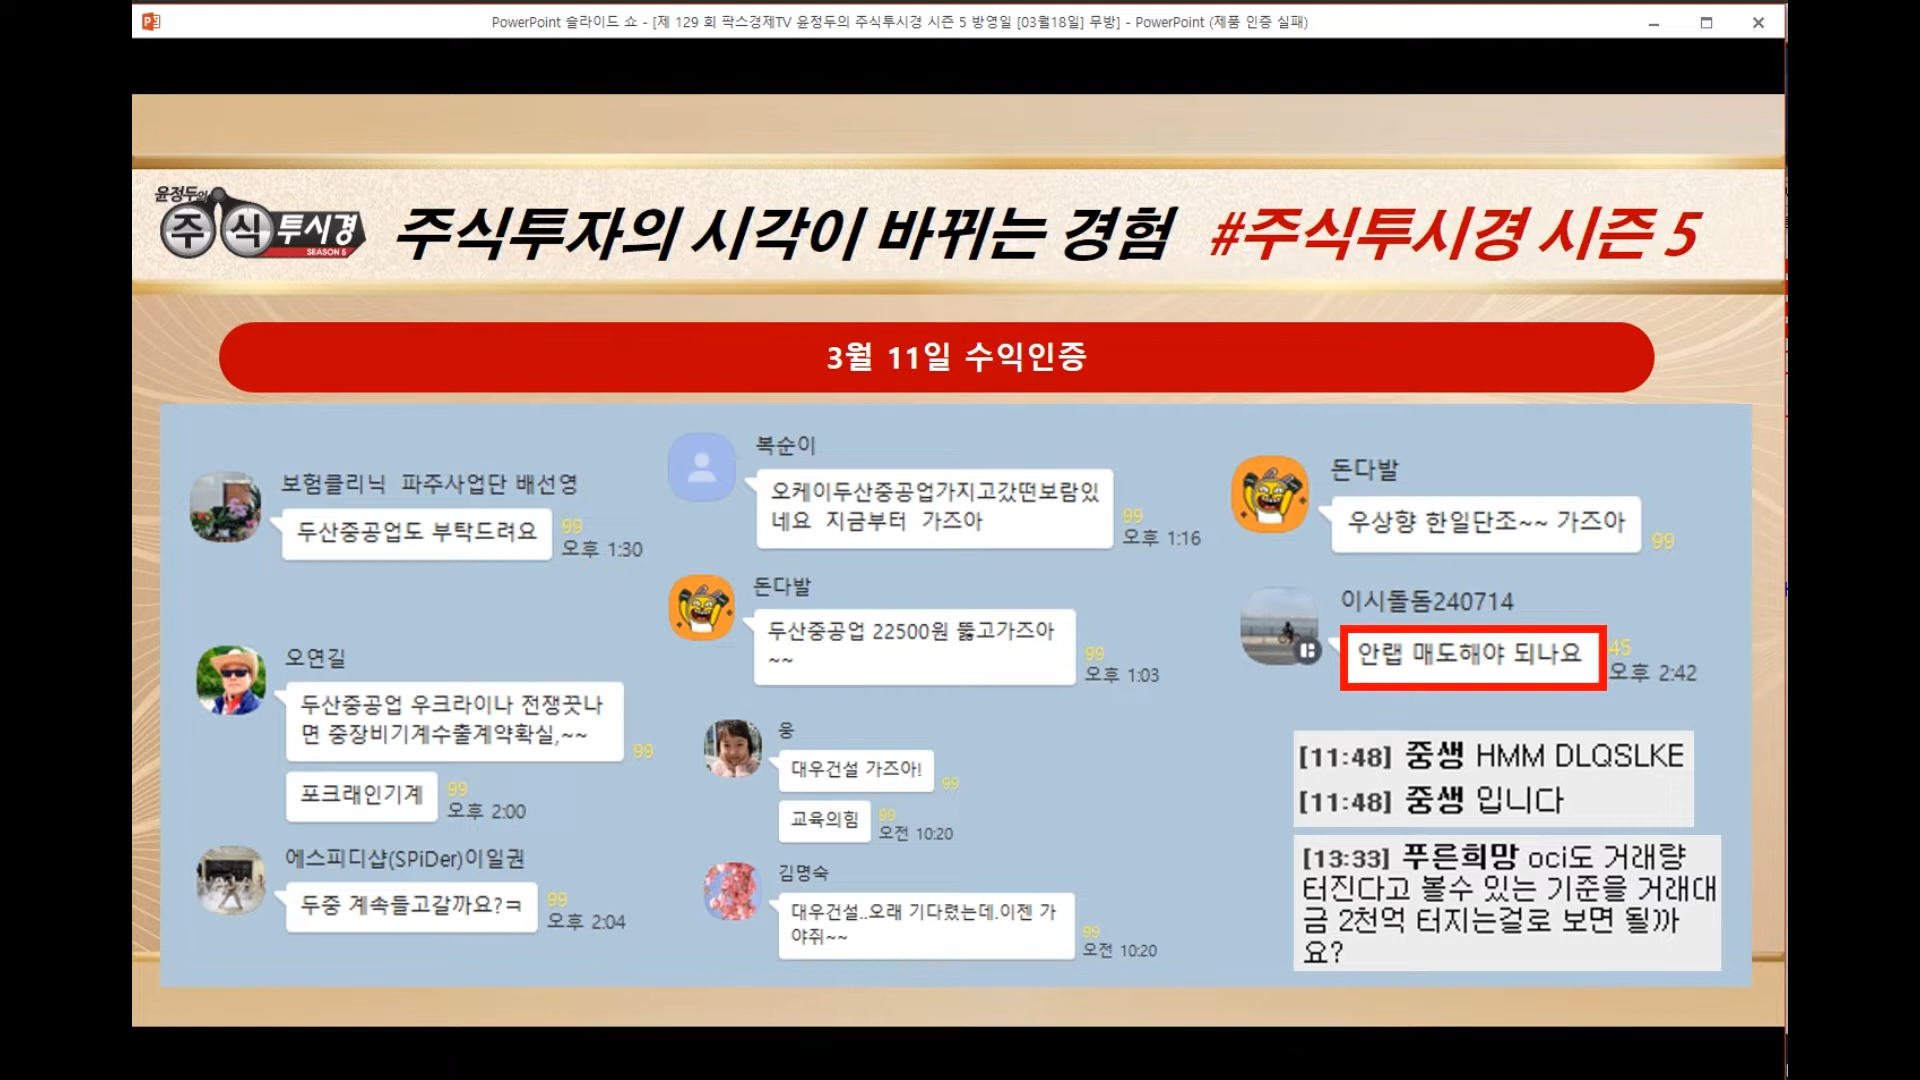 PowerPoint 슬라이드 쇼 - [제 129 회 팍스경제TV 윤정두의 주식투시경 시즌 5 방영일 [03월18일] 무방] - PowerPoint (제품 인증 실패)
윤정두의
주식투시경
SEASON 5
주식투자의 시각이 바뀌는 경험 #주식투시경 시즌 5
3월 11일 수익인증
보험클리닉 파주사업단 배선영
두산중공업도 부탁드려요
99
오후 1:30
오연길
두산중공업 우크라이나 전쟁끗나
면 중장비기계수출계약확실,~~
99
포크래인기계
99
오후 2:00
에스피디샵(SPiDer)이일권
두중 계속들고갈까요?ㅋ
99
오후 2:04
복순이
오케이두산중공업가지고갔떤보람있
네요 지금부터 가즈아
99
오후 1:16
돈다발
두산중공업 22500원 뚫고가즈아
~~
99
오후 1:03
웅
대우건설 가즈아!
99
교육의힘
99
오전 10:20
김명숙
대우건설..오래 기다렸는데.이젠 가
야쥐~~
99
오전 10:20
돈다발
우상향 한일단조~~ 가즈아
99
이시돌돔240714
안랩 매도해야 되나요
45
오후 2:42
[11:48] 중생 HMM DLQSLKE
[11:48] 중생 입니다
[13:33] 푸른희망 oci도 거래량
터진다고 볼수 있는 기준을 거래대
금 2천억 터지는걸로 보면 될까
요?